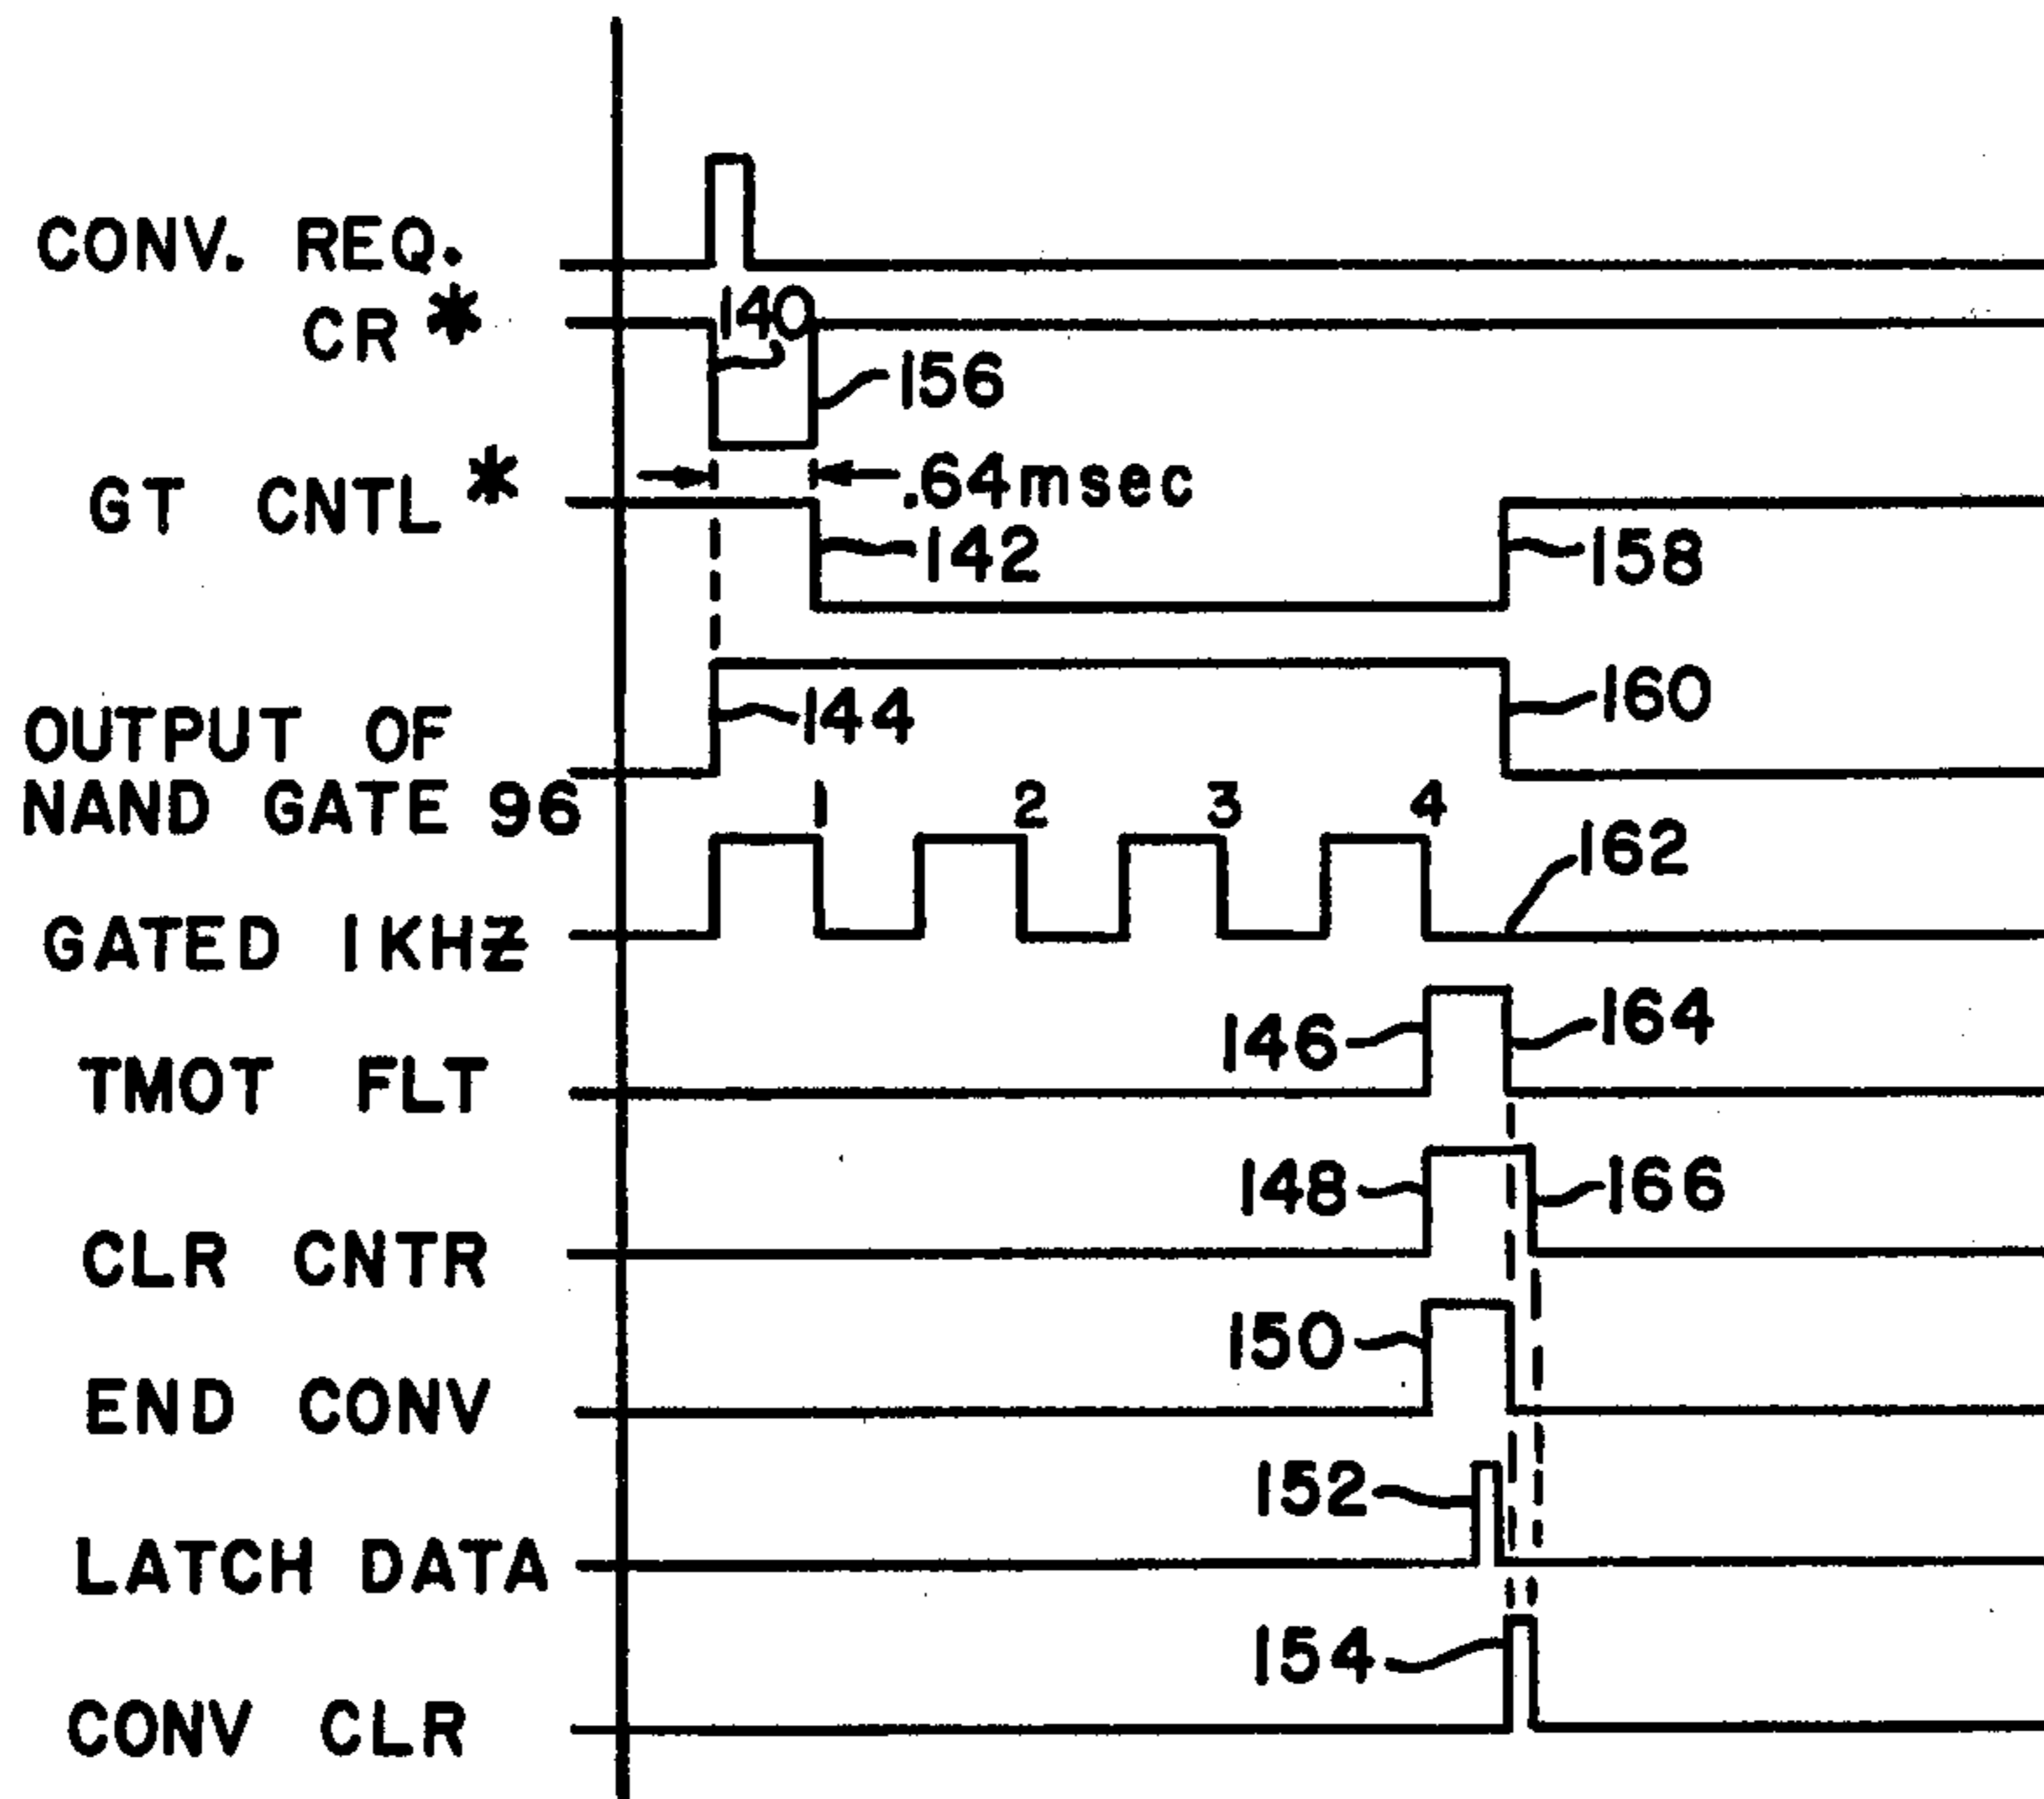 CONV. REQ.
CR * 140
156
GT CNTL * .64msec
142 158
OUTPUT OF 144 160
NAND GATE 96 1 2 3 4
162
GATED 1KHZ
146 164
TMOT FLT
148 166
CLR CNTR
150
END CONV
152
LATCH DATA
154
CONV CLR